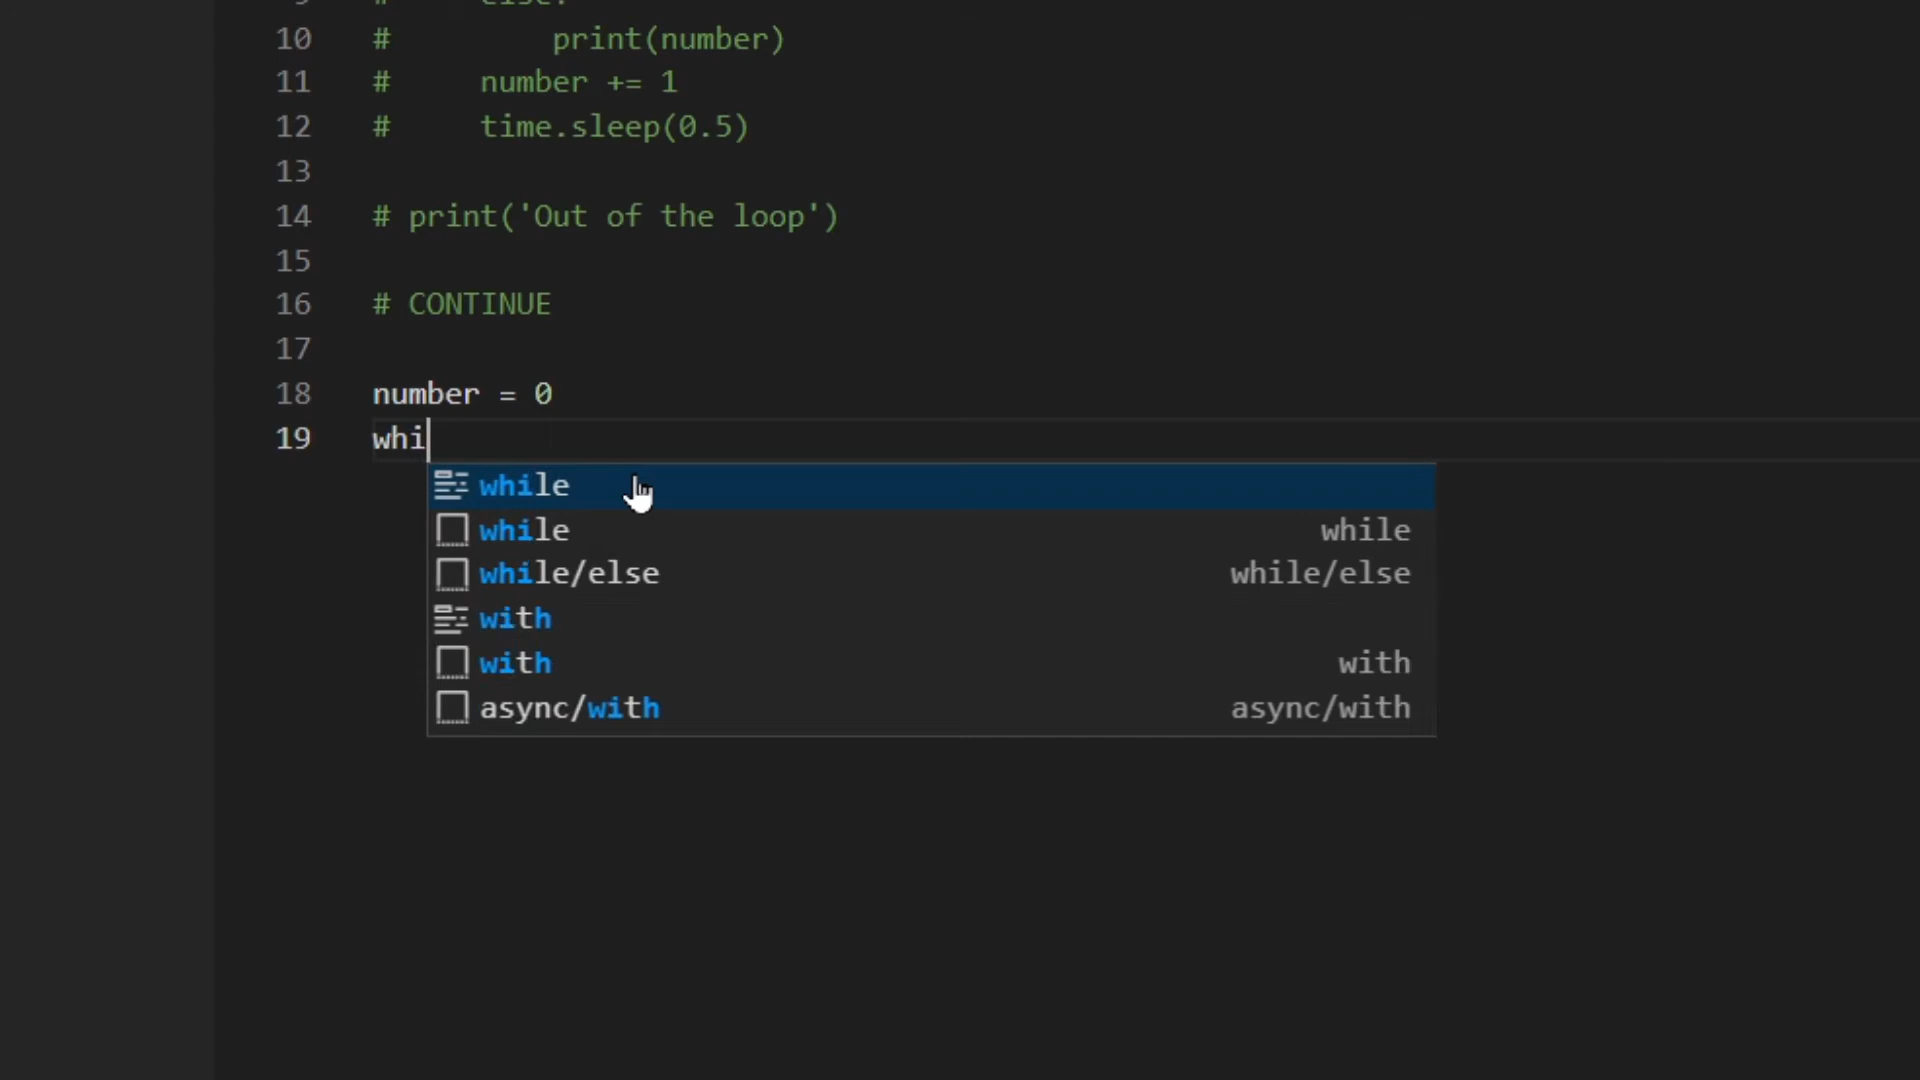 9 # else:
10 # print(number)
11 # number += 1
12 # time.sleep(0.5)
13
14 # print('Out of the loop')
15
16 # CONTINUE
17
18 number = 0
19 whi
while
while while
while/else while/else
with
with with
async/with async/with